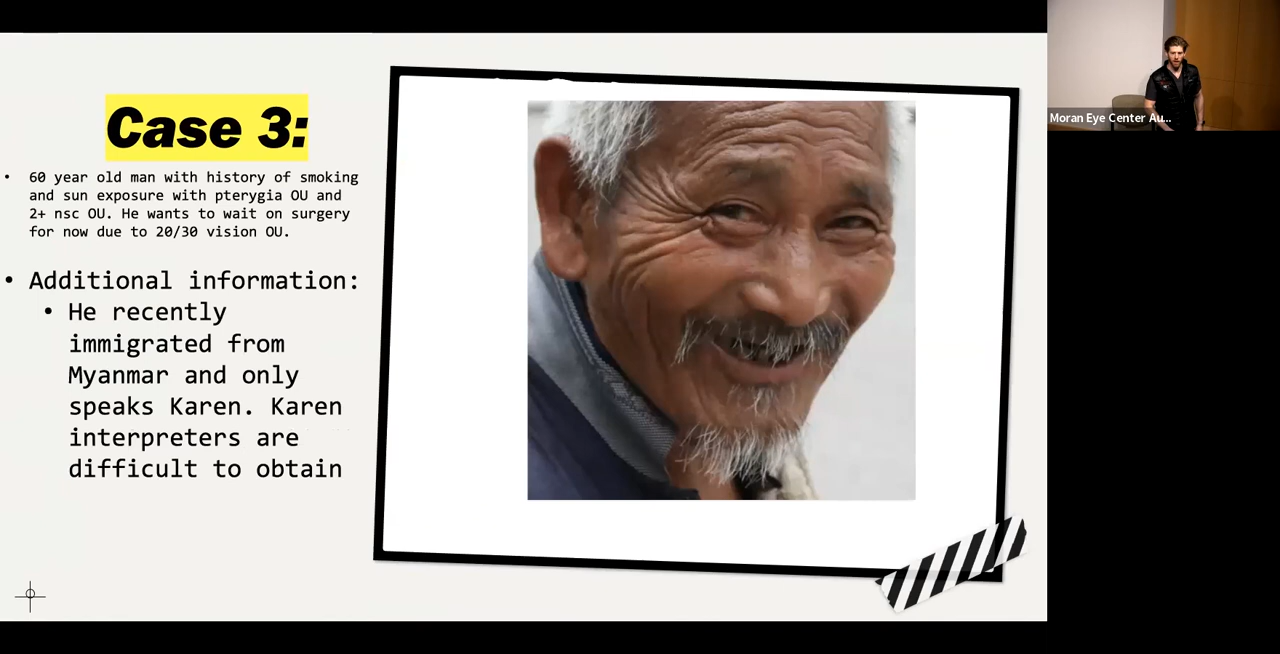 Case 3:
• 60 year old man with history of smoking
and sun exposure with pterygia OU and
2+ nsc OU. He wants to wait on surgery
for now due to 20/30 vision OU.
• Additional information:
• He recently
immigrated from
Myanmar and only
speaks Karen. Karen
interpreters are
difficult to obtain
Moran Eye Center Au...